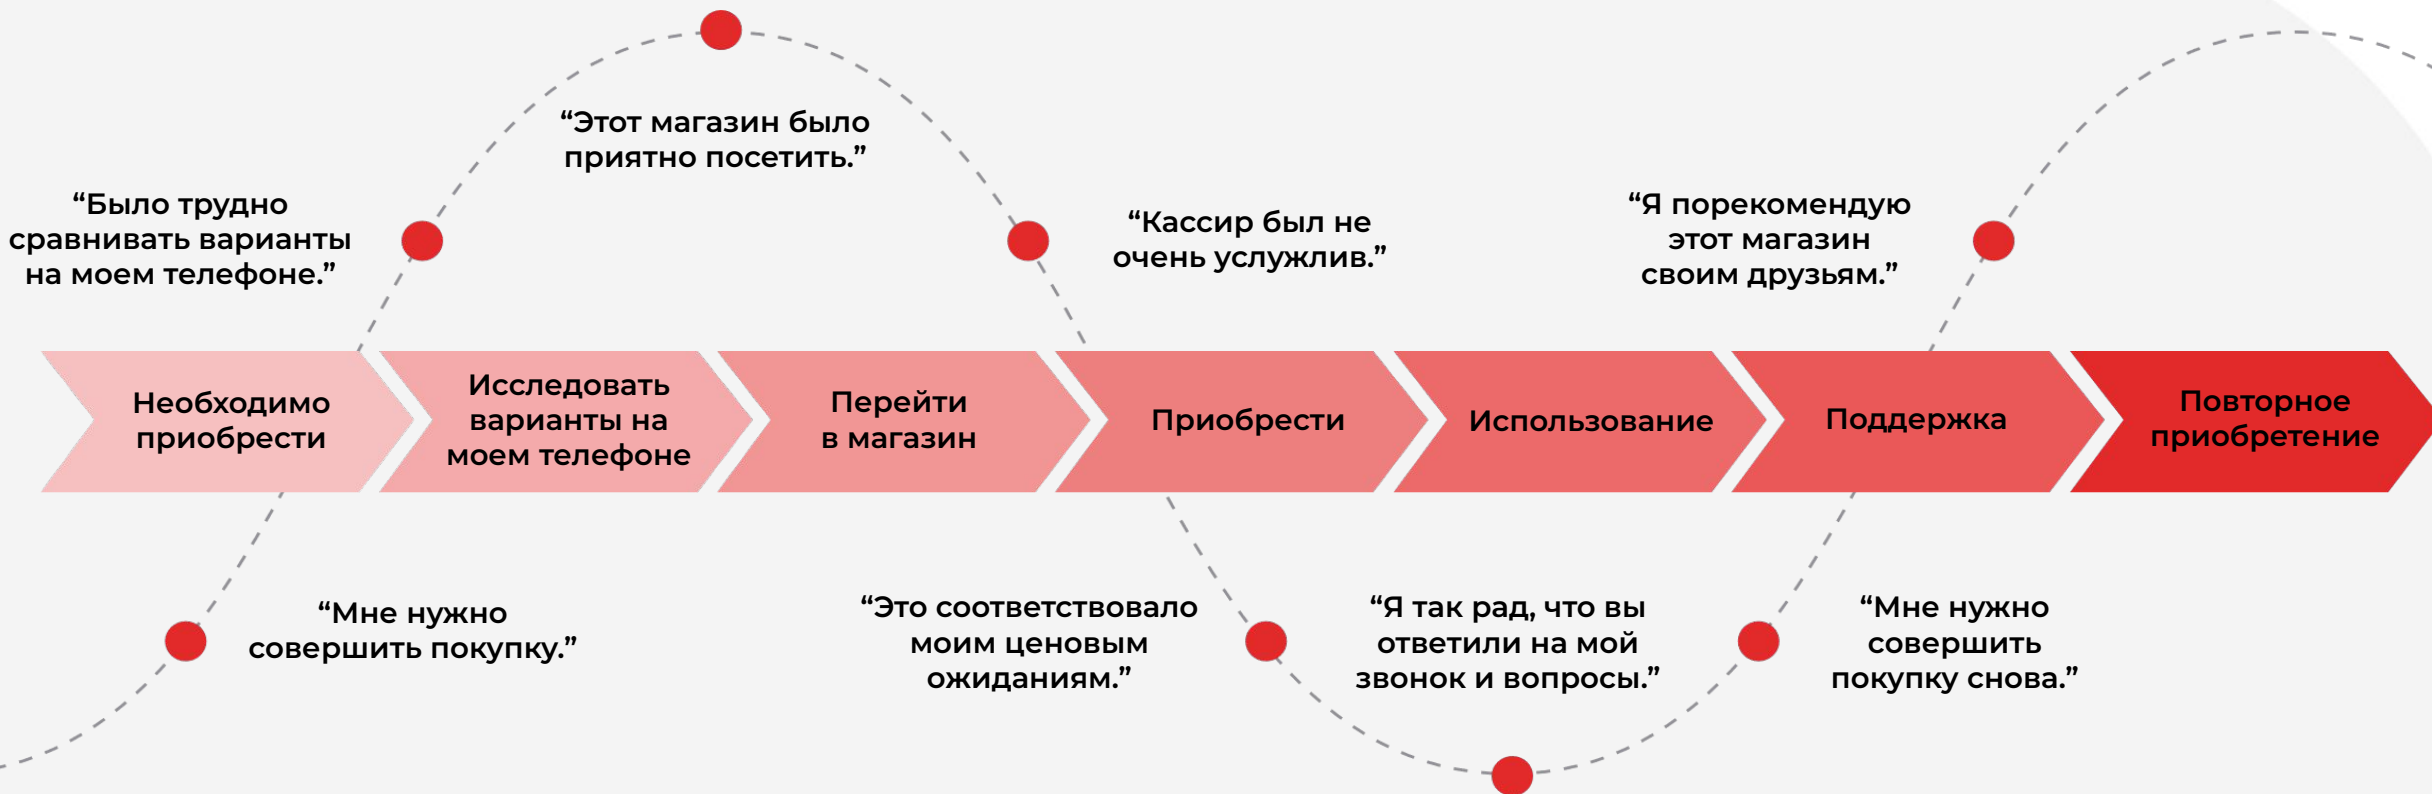 “Этот магазин было
приятно посетить.”
“Было трудно
сравнивать варианты
на моем телефоне.”
“Кассир был не
очень услужлив.”
“Я порекомендую
этот магазин
своим друзьям.”
Необходимо
приобрести
Исследовать
варианты на
моем телефоне
Перейти
в магазин
Приобрести
Использование
Поддержка
Повторное
приобретение
“Мне нужно
совершить покупку.”
“Это соответствовало
моим ценовым
ожиданиям.”
“Я так рад, что вы
ответили на мой
звонок и вопросы.”
“Мне нужно
совершить
покупку снова.”